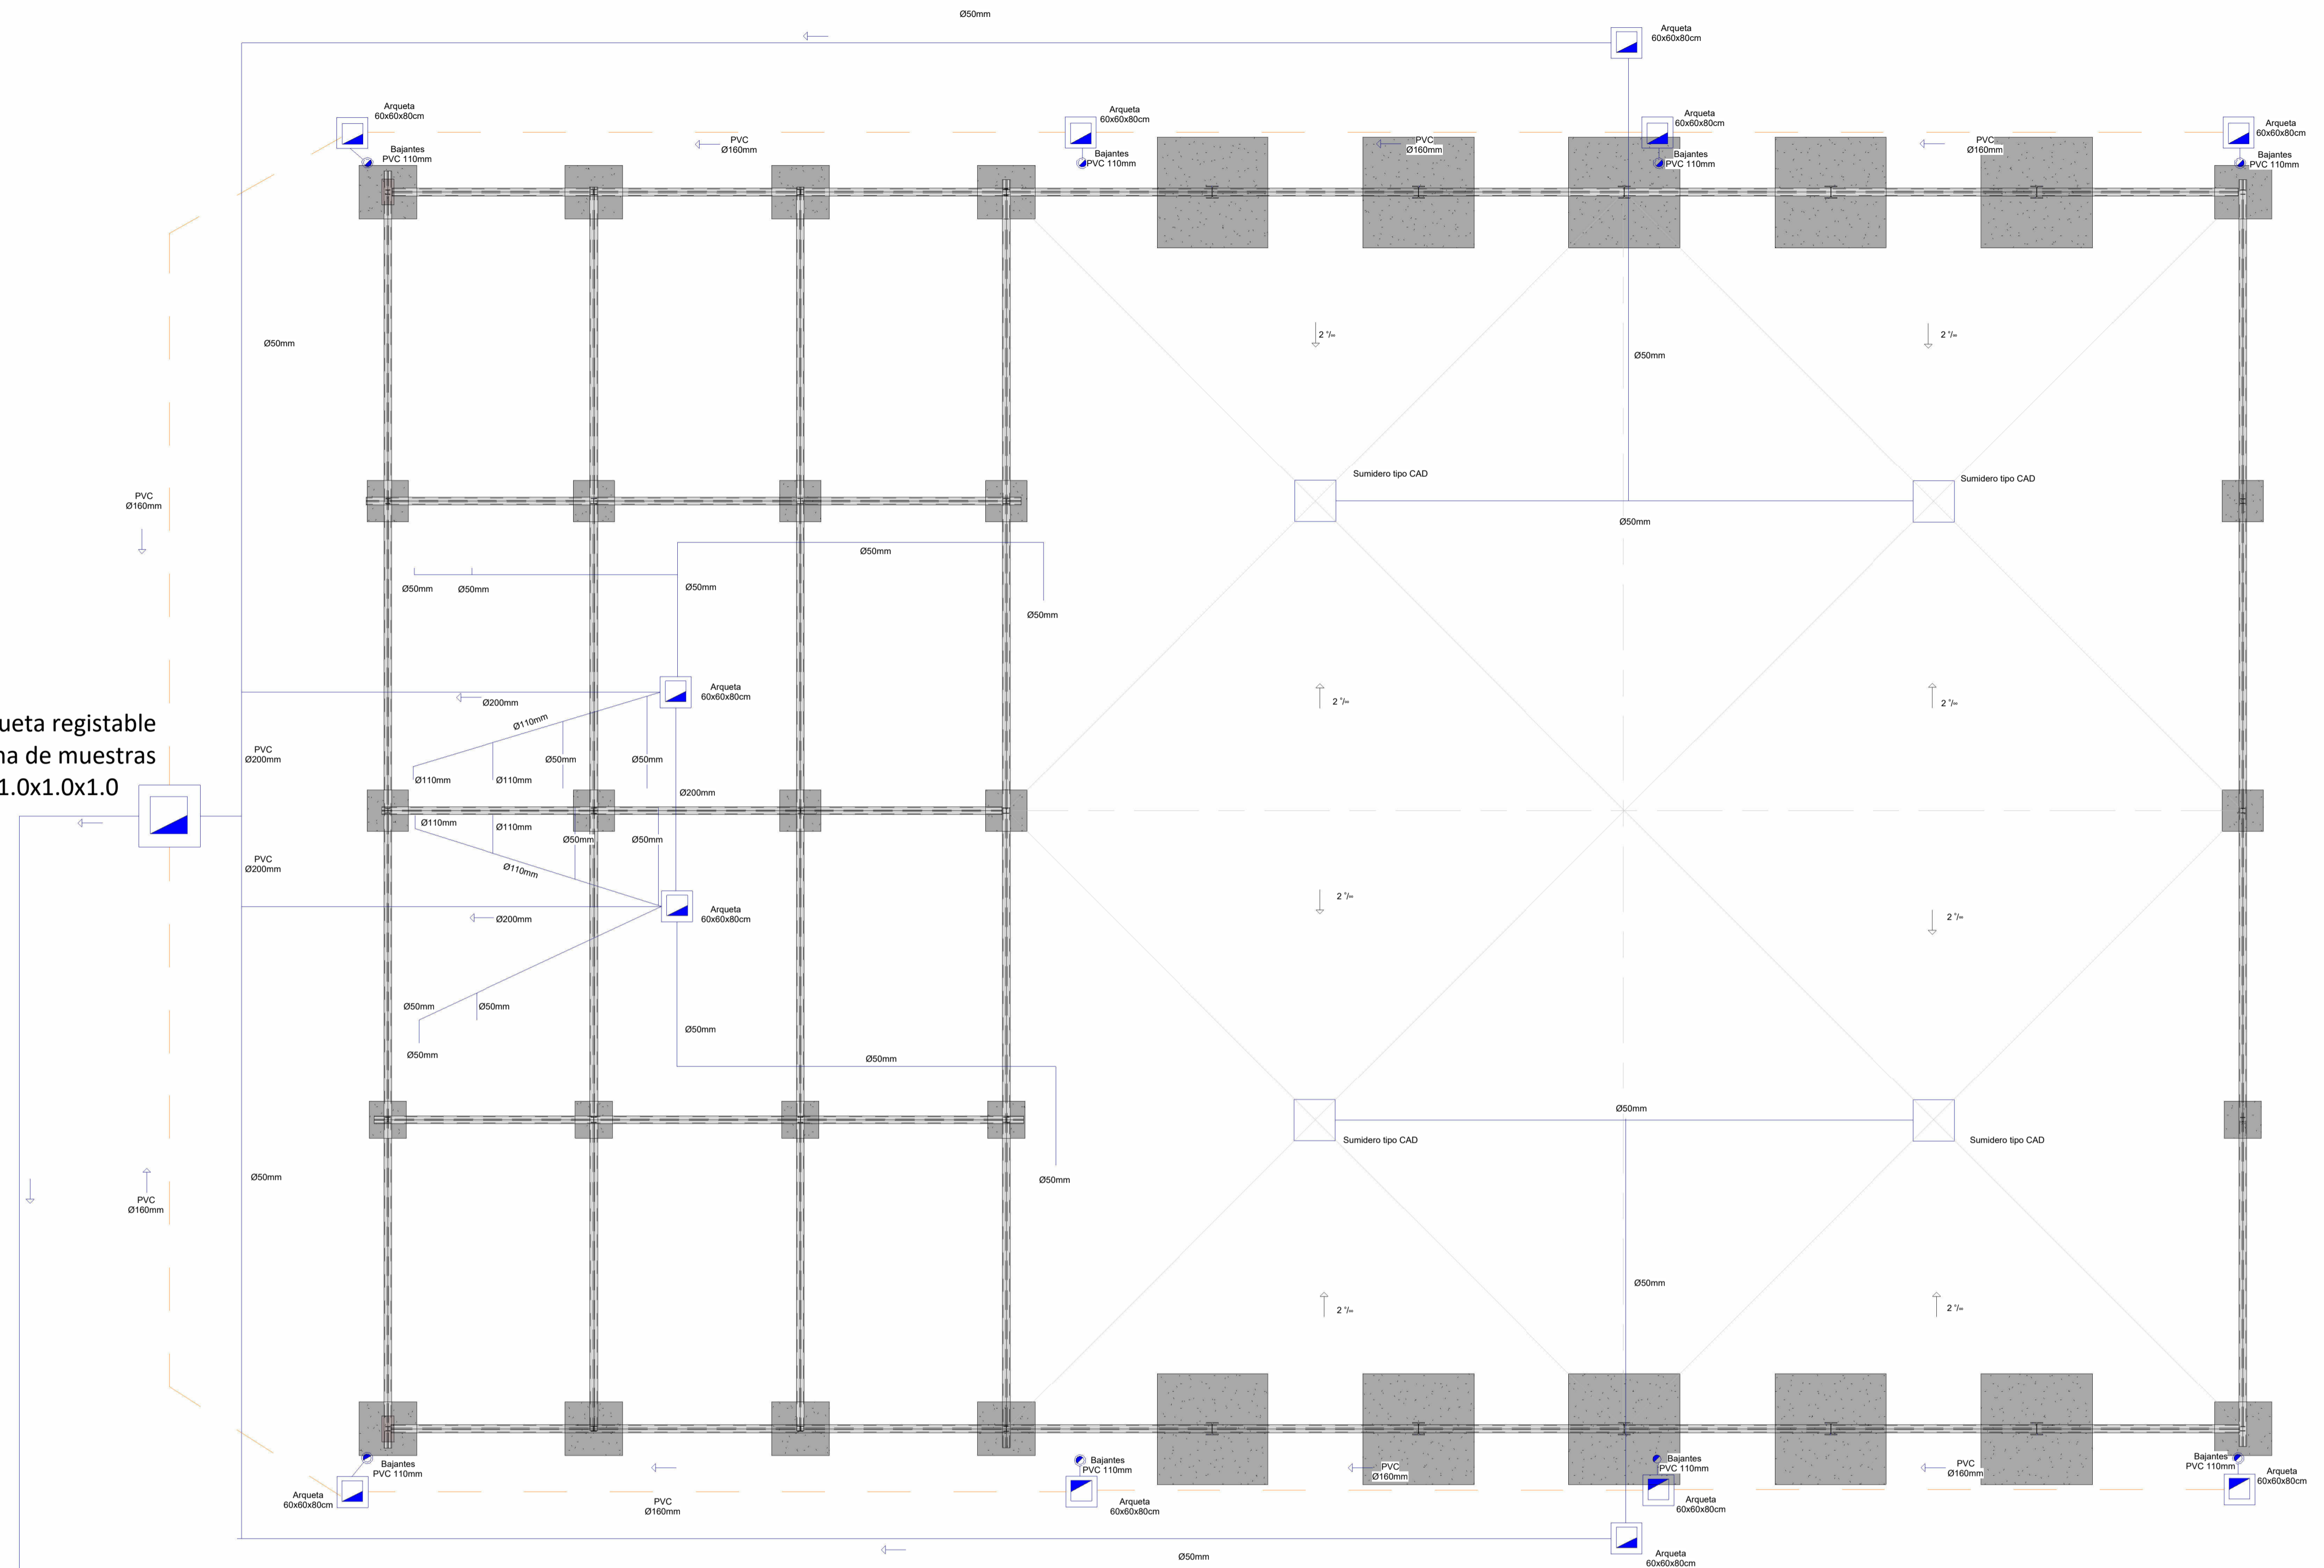 Ø50mm
Arqueta
60x60x80cm
Arqueta
60x60x80cm
Arqueta
60x60x80cm
Arqueta
60x60x80cm
Arqueta
60x60x80cm
Bajantes
PVC 110mm
PVC
Ø160mm
Bajantes
PVC 110mm
PVC
Ø160mm
Bajantes
PVC 110mm
PVC
Ø160mm
Bajantes
PVC 110mm
Ø50mm
2 °/∞
Ø50mm
2 °/∞
PVC
Ø160mm
Sumidero tipo CAD
Sumidero tipo CAD
Ø50mm
Ø50mm
Ø50mm
Ø50mm
Ø50mm
Ø50mm
Arqueta
60x60x80cm
Ø200mm
Ø110mm
2 °/∞
2 °/∞
ueta registable
na de muestras
1.0x1.0x1.0
PVC
Ø200mm
Ø50mm
Ø50mm
Ø110mm
Ø110mm
Ø200mm
Ø110mm
Ø110mm
Ø50mm
Ø50mm
PVC
Ø200mm
Ø110mm
Arqueta
60x60x80cm
Ø200mm
2 °/∞
2 °/∞
Ø50mm
Ø50mm
Ø50mm
Ø50mm
Ø50mm
Ø50mm
Sumidero tipo CAD
Sumidero tipo CAD
Ø50mm
Ø50mm
PVC
Ø160mm
Ø50mm
2 °/∞
2 °/∞
Bajantes
PVC 110mm
Bajantes
PVC 110mm
PVC
Ø160mm
Bajantes
PVC 110mm
PVC
Ø160mm
Bajantes
PVC 110mm
Arqueta
60x60x80cm
PVC
Ø160mm
Arqueta
60x60x80cm
Arqueta
60x60x80cm
Arqueta
60x60x80cm
Ø50mm
Arqueta
60x60x80cm